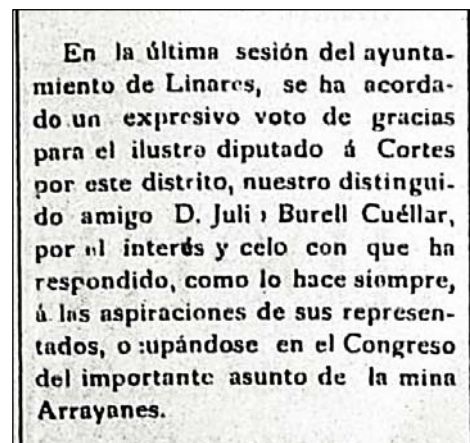 En la última sesión del ayunta-
miento de Linares, se ha acorda-
do un expresivo voto de gracias
para el ilustre diputado á Cortes
por este distrito, nuestro distingui-
do amigo D. Juli› Burell Cuéllar,
por el interés y celo con que ha
respondido, como lo hace siempre,
á las aspiraciones de sus represen-
tados, o:upándose en el Congreso
del importante asunto de la mina
Arrayanes.